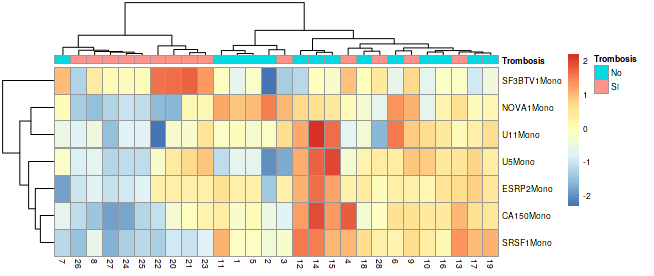 Trombosis
SF3BTV1Mono
NOVA1Mono
U11Mono
U5Mono
ESRP2Mono
CA150Mono
SRSF1Mono
7 26 8 27 24 25 22 20 21 23 11 1 5 2 3 12 14 15 4 18 28 6 9 10 16 13 17 19
2
1
0
-1
-2
Trombosis
No
SI